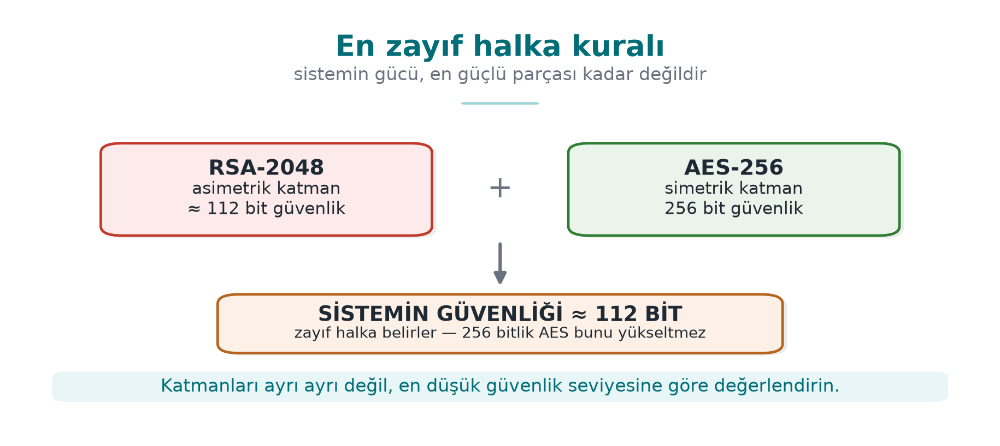 En zayıf halka kuralı
sistemin gücü, en güçlü parçası kadar değildir
RSA-2048
asimetrik katman
≈ 112 bit güvenlik
+
AES-256
simetrik katman
256 bit güvenlik
SİSTEMİN GÜVENLİĞİ ≈ 112 BİT
zayıf halka belirler — 256 bitlik AES bunu yükseltmez
Katmanları ayrı ayrı değil, en düşük güvenlik seviyesine göre değerlendirin.